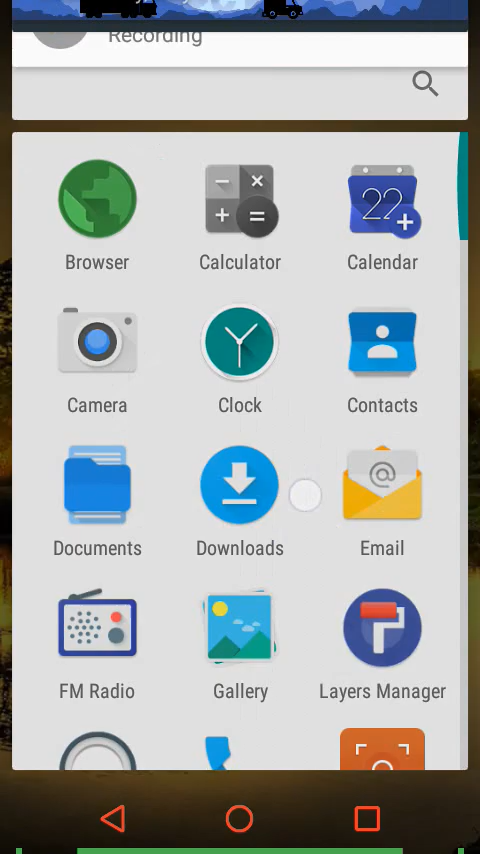 Recording
Browser
Calculator
Calendar
22
Camera
Clock
Contacts
Documents
Downloads
Email
FM Radio
Gallery
Layers Manager